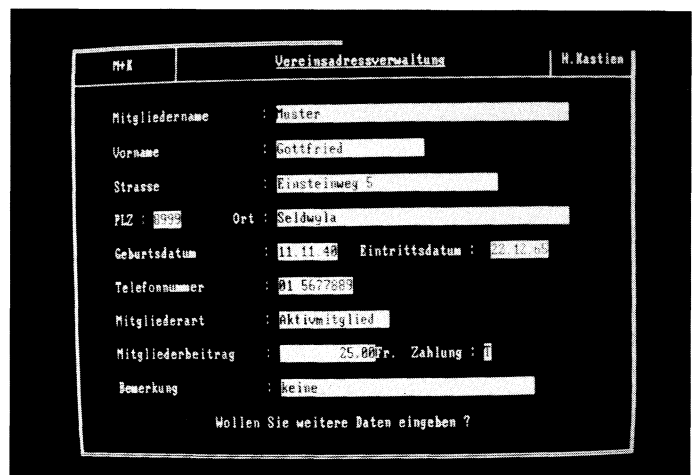 M+K Vereinsadressverwaltung H.Kastien
Mitgliedername : Muster
Vorname : Gottfried
Strasse : Einsteinweg 5
PLZ : 8999 Ort : Seldwyla
Geburtsdatum : 11.11.40 Eintrittsdatum : 22.12.65
Telefonnummer : 01 5677889
Mitgliederart : Aktivmitglied
Mitgliederbeitrag : 25.00Fr. Zahlung :
Bemerkung : keine
Wollen Sie weitere Daten eingeben ?